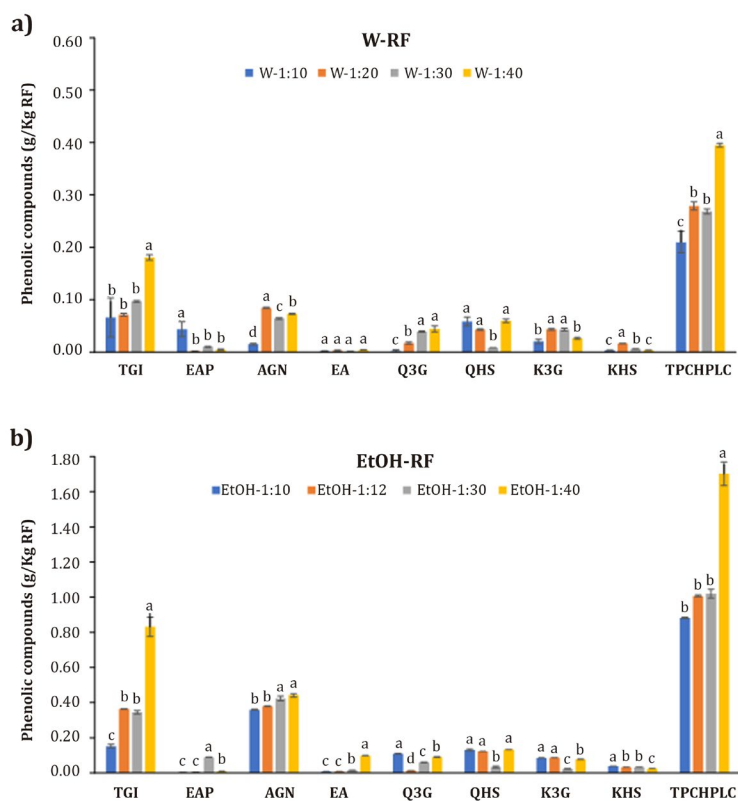 a)
W-RF
W-1:10 W-1:20 W-1:30 W-1:40
Phenolic compounds (g/Kg RF)
0.60
0.50
0.40
0.30
0.20
0.10
0.00
b b b a
a b b b
d a c b
a a a a
c b a a
a a b a
b a a b
c a b c
c b b a
TGI EAP AGN EA Q3G QHS K3G KHS TPCHPLC
b)
EtOH-RF
EtOH-1:10 EtOH-1:12 EtOH-1:30 EtOH-1:40
Phenolic compounds (g/Kg RF)
1.80
1.60
1.40
1.20
1.00
0.80
0.60
0.40
0.20
0.00
c b b a
c c a b
b b a a
c c b a
a d c b
a a b a
a a c b
a b b c
b b b a
TGI EAP AGN EA Q3G QHS K3G KHS TPCHPLC